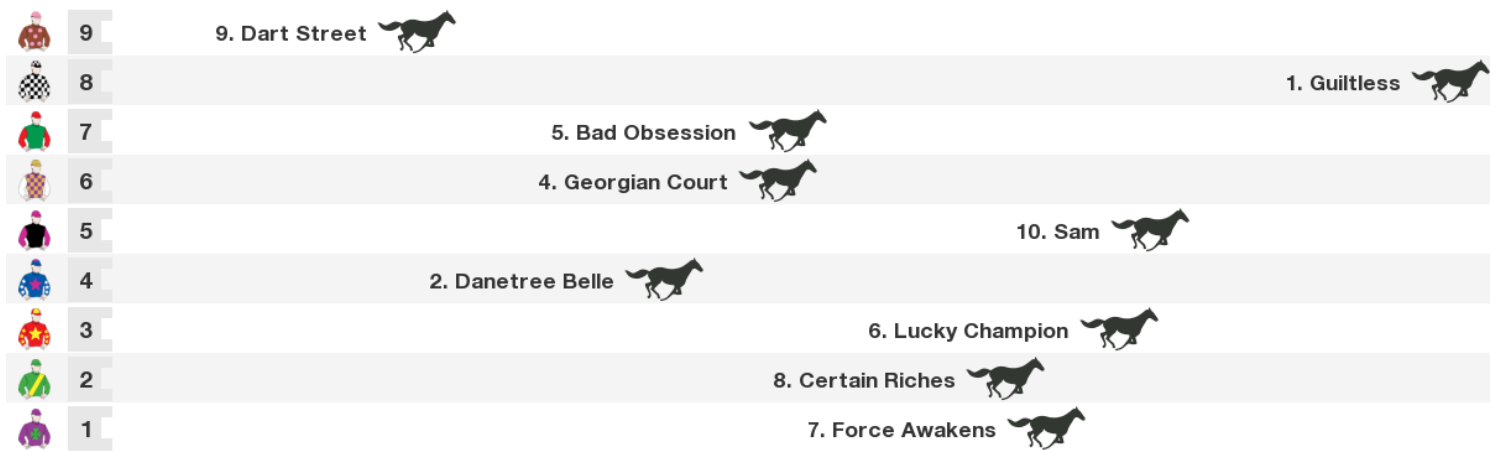 9 9. Dart Street
8 1. Guiltless
7 5. Bad Obsession
6 4. Georgian Court
5 10. Sam
4 2. Danetree Belle
3 6. Lucky Champion
2 8. Certain Riches
1 7. Force Awakens